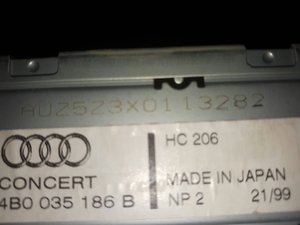 AUZ5Z3X0113282
HC 206
CONCERT MADE IN JAPAN
4B0 035 186 B NP 2 21/99